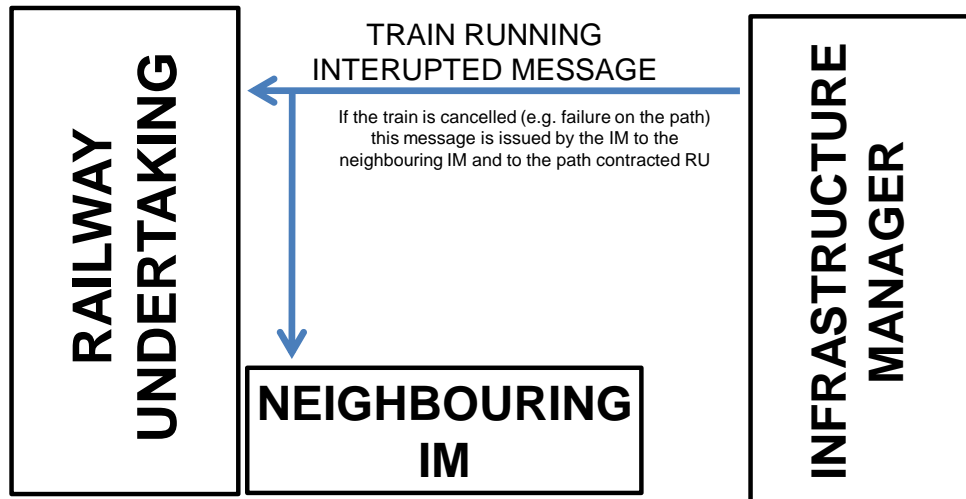 RAILWAY
UNDERTAKING
TRAIN RUNNING
INTERUPTED MESSAGE
If the train is cancelled (e.g. failure on the path)
this message is issued by the IM to the
neighbouring IM and to the path contracted RU
NEIGHBOURING
IM
INFRASTRUCTURE
MANAGER